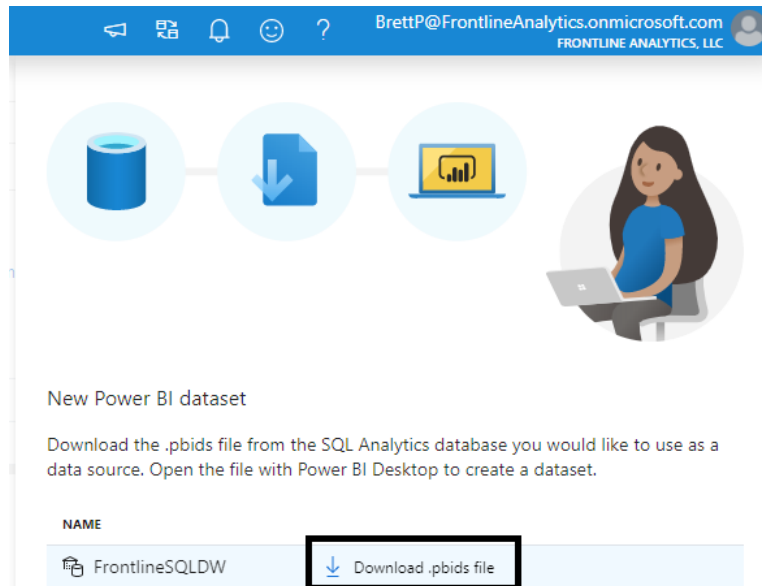 BrettP@FrontlineAnalytics.onmicrosoft.com
FRONTLINE ANALYTICS, LLC
New Power BI dataset
Download the .pbids file from the SQL Analytics database you would like to use as a
data source. Open the file with Power BI Desktop to create a dataset.
NAME
FrontlineSQLDW Download .pbids file